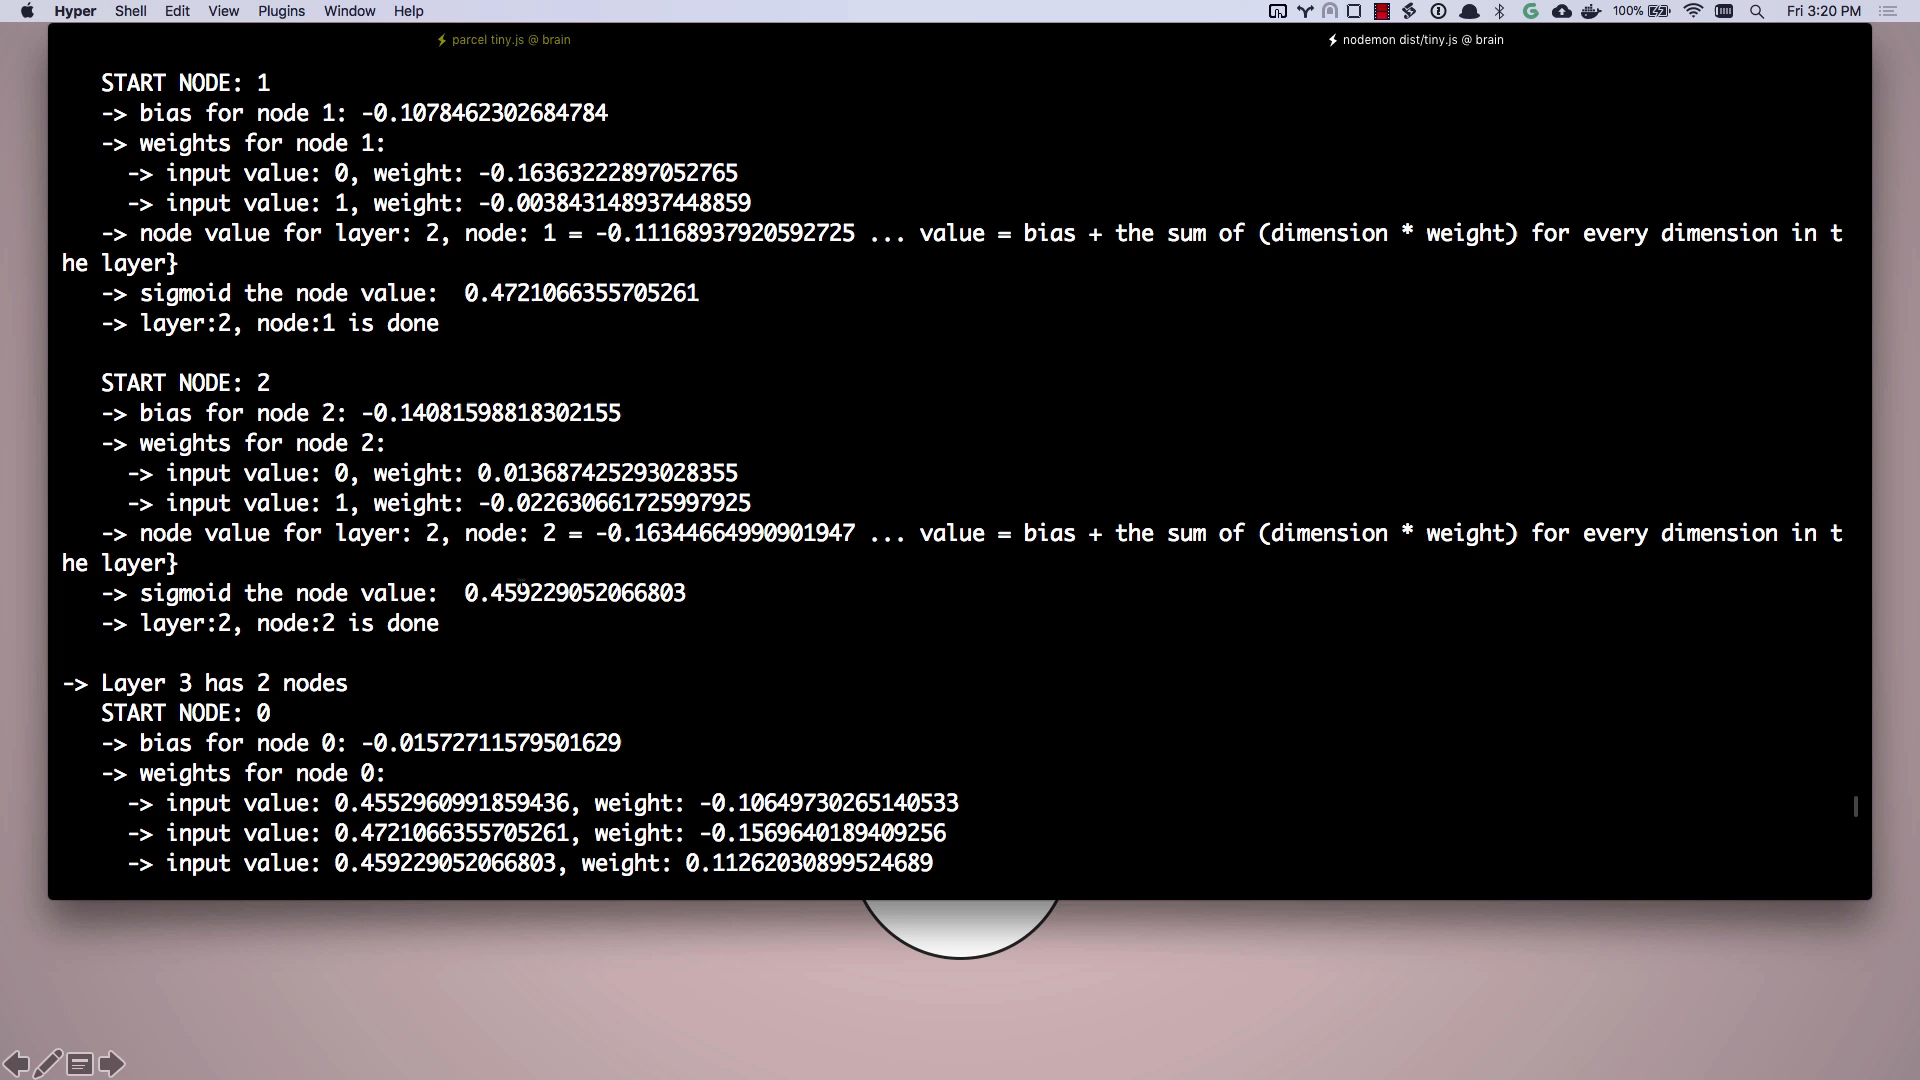 Hyper Shell Edit View Plugins Window Help 100% Fri 3:20 PM
parcel tiny.js @ brain nodemon dist/tiny.js @ brain
START NODE: 1
-> bias for node 1: -0.1078462302684784
-> weights for node 1:
-> input value: 0, weight: -0.16363222897052765
-> input value: 1, weight: -0.003843148937448859
-> node value for layer: 2, node: 1 = -0.11168937920592725 ... value = bias + the sum of (dimension * weight) for every dimension in t
he layer}
-> sigmoid the node value:  0.4721066355705261
-> layer:2, node:1 is done
START NODE: 2
-> bias for node 2: -0.14081598818302155
-> weights for node 2:
-> input value: 0, weight: 0.013687425293028355
-> input value: 1, weight: -0.022630661725997925
-> node value for layer: 2, node: 2 = -0.16344664990901947 ... value = bias + the sum of (dimension * weight) for every dimension in t
he layer}
-> sigmoid the node value:  0.459229052066803
-> layer:2, node:2 is done
-> Layer 3 has 2 nodes
START NODE: 0
-> bias for node 0: -0.01572711579501629
-> weights for node 0:
-> input value: 0.4552960991859436, weight: -0.10649730265140533
-> input value: 0.4721066355705261, weight: -0.1569640189409256
-> input value: 0.459229052066803, weight: 0.11262030899524689